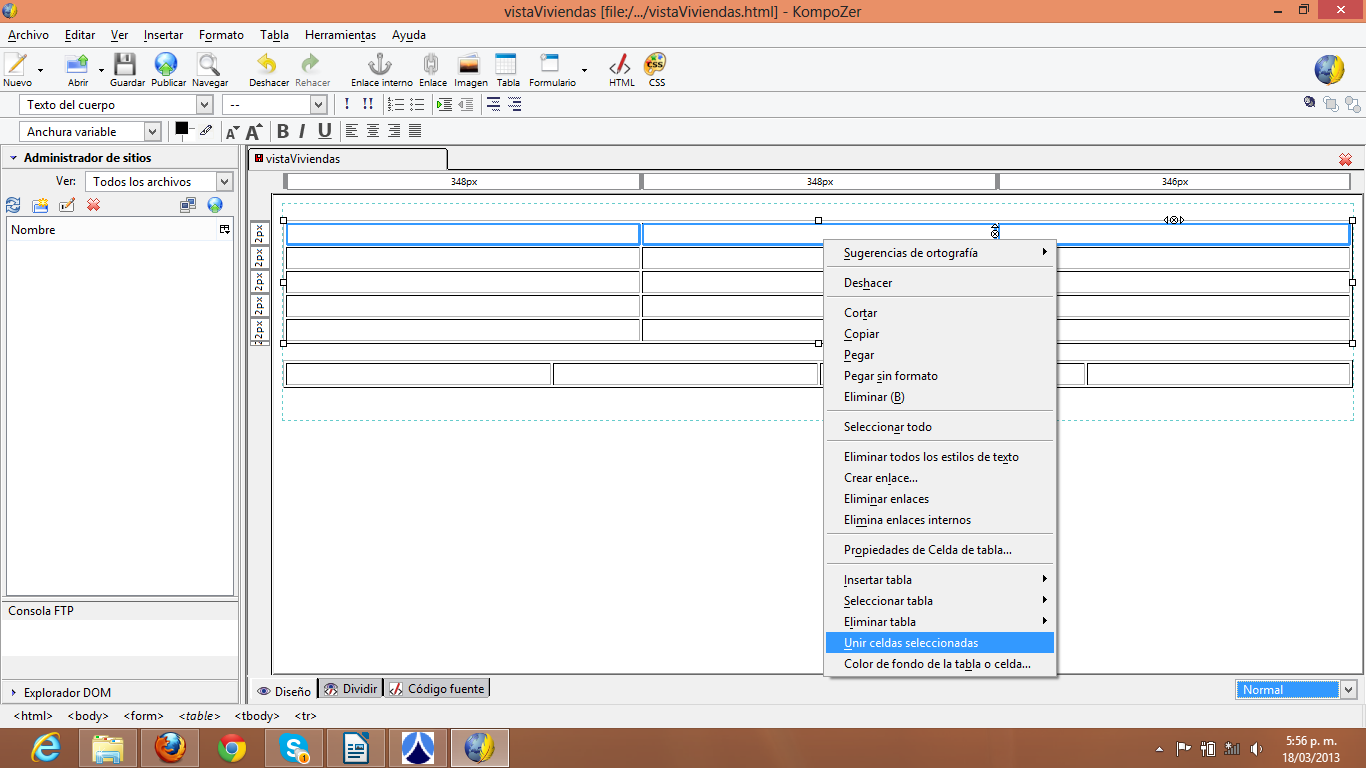 vistaViviendas [file:/.../vistaViviendas.html] - KompoZer
Archivo Editar Ver Insertar Formato Tabla Herramientas Ayuda
Nuevo Abrir Guardar Publicar Navegar Deshacer Rehacer Enlace interno Enlace Imagen Tabla Formulario HTML CSS
Texto del cuerpo -- ! !!
Anchura variable A A B I U
Administrador de sitios
Ver: Todos los archivos
Nombre
Consola FTP
Explorador DOM
vistaViviendas
348px 348px 346px
2px
2px
2px
2px
2px
Sugerencias de ortografía
Deshacer
Cortar
Copiar
Pegar
Pegar sin formato
Eliminar (B)
Seleccionar todo
Eliminar todos los estilos de texto
Crear enlace...
Eliminar enlaces
Elimina enlaces internos
Propiedades de Celda de tabla...
Insertar tabla
Seleccionar tabla
Eliminar tabla
Unir celdas seleccionadas
Color de fondo de la tabla o celda...
Diseño Dividir Código fuente Normal
<html> <body> <form> <table> <tbody> <tr>
5:56 p. m.
18/03/2013